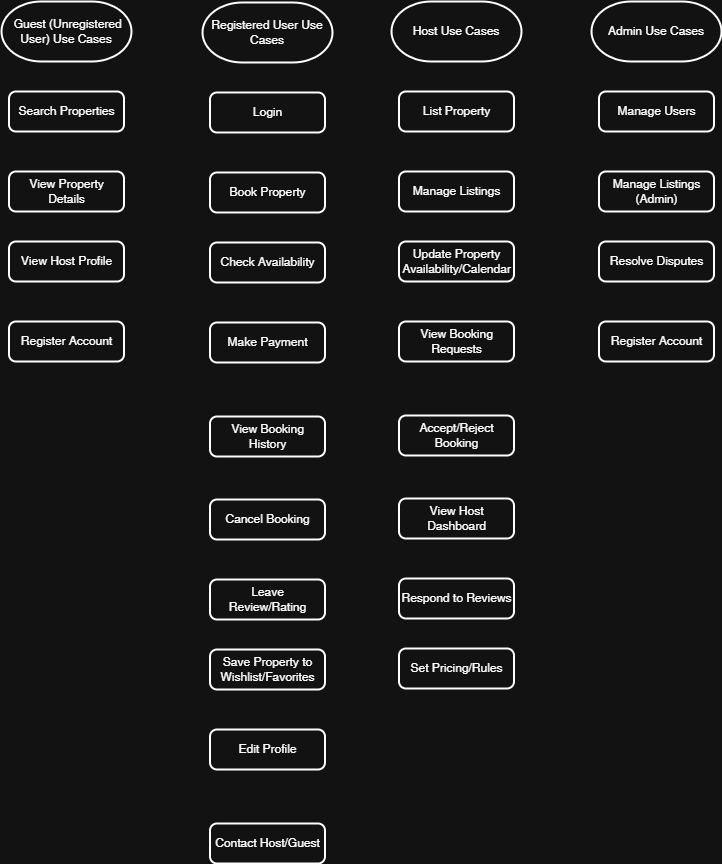 Guest (Unregistered
User) Use Cases
Search Properties
View Property
Details
View Host Profile
Register Account
Registered User Use
Cases
Login
Book Property
Check Availability
Make Payment
View Booking
History
Cancel Booking
Leave
Review/Rating
Save Property to
Wishlist/Favorites
Edit Profile
Contact Host/Guest
Host Use Cases
List Property
Manage Listings
Update Property
Availability/Calendar
View Booking
Requests
Accept/Reject
Booking
View Host
Dashboard
Respond to Reviews
Set Pricing/Rules
Admin Use Cases
Manage Users
Manage Listings
(Admin)
Resolve Disputes
Register Account